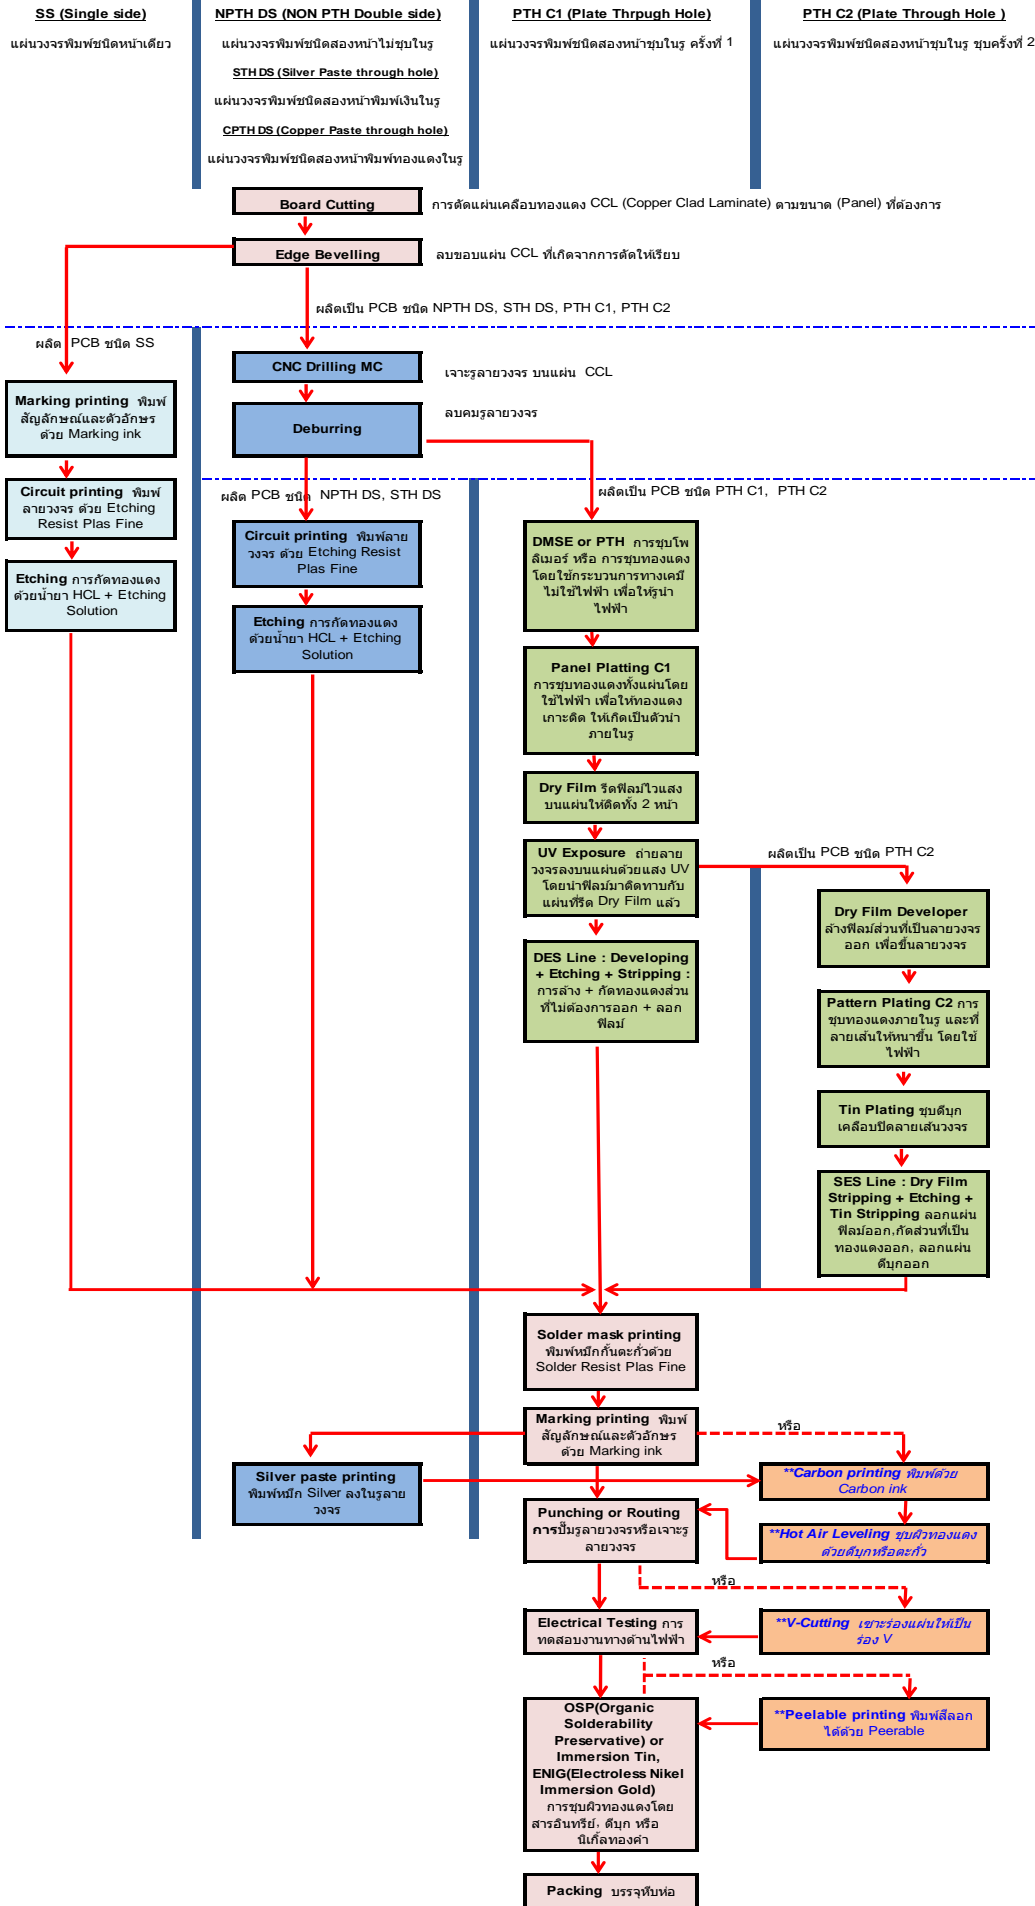 SS (Single side)
แผ่นวงจรพิมพ์ชนิดหน้าเดียว
NPTH DS (NON PTH Double side)
แผ่นวงจรพิมพ์ชนิดสองหน้าไม่ชุบในรู
STH DS (Silver Paste through hole)
แผ่นวงจรพิมพ์ชนิดสองหน้าพิมพ์เงินในรู
CPTH DS (Copper Paste through hole)
แผ่นวงจรพิมพ์ชนิดสองหน้าพิมพ์ทองแดงในรู
PTH C1 (Plate Thrpugh Hole)
แผ่นวงจรพิมพ์ชนิดสองหน้าชุบในรู ครั้งที่ 1
PTH C2 (Plate Through Hole )
แผ่นวงจรพิมพ์ชนิดสองหน้าชุบในรู ชุบครั้งที่ 2
Board Cutting
การตัดแผ่นเคลือบทองแดง CCL (Copper Clad Laminate) ตามขนาด (Panel) ที่ต้องการ
Edge Bevelling
ลบขอบแผ่น CCL ที่เกิดจากการตัดให้เรียบ
ผลิตเป็น PCB ชนิด NPTH DS, STH DS, PTH C1, PTH C2
ผลิต PCB ชนิด SS
CNC Drilling MC
เจาะรูลายวงจร บนแผ่น CCL
Marking printing พิมพ์
สัญลักษณ์และตัวอักษร
ด้วย Marking ink
Deburring
ลบคมรูลายวงจร
Circuit printing พิมพ์
ลายวงจร ด้วย Etching
Resist Plas Fine
ผลิต PCB ชนิด NPTH DS, STH DS
ผลิตเป็น PCB ชนิด PTH C1, PTH C2
Circuit printing พิมพ์ลาย
วงจร ด้วย Etching Resist
Plas Fine
DMSE or PTH การชุบโพ
ลิเมอร์ หรือ การชุบทองแดง
โดยใช้กระบวนการทางเคมี
ไม่ใช้ไฟฟ้า เพื่อให้รูนำ
ไฟฟ้า
Etching การกัดทองแดง
ด้วยน้ำยา HCL + Etching
Solution
Etching การกัดทองแดง
ด้วยน้ำยา HCL + Etching
Solution
Panel Platting C1
การชุบทองแดงทั้งแผ่นโดย
ใช้ไฟฟ้า เพื่อให้ทองแดง
เกาะติด ให้เกิดเป็นตัวนำ
ภายในรู
Dry Film รีดฟิล์มไวแสง
บนแผ่นให้ติดทั้ง 2 หน้า
UV Exposure ถ่ายลาย
วงจรลงบนแผ่นด้วยแสง UV
โดยนำฟิล์มมาติดทาบกับ
แผ่นที่รีด Dry Film แล้ว
ผลิตเป็น PCB ชนิด PTH C2
Dry Film Developer
ล้างฟิล์มส่วนที่เป็นลายวงจร
ออก เพื่อขึ้นลายวงจร
DES Line : Developing
+ Etching + Stripping :
การล้าง + กัดทองแดงส่วน
ที่ไม่ต้องการออก + ลอก
ฟิล์ม
Pattern Plating C2 การ
ชุบทองแดงภายในรู และที่
ลายเส้นให้หนาขึ้น โดยใช้
ไฟฟ้า
Tin Plating ชุบดีบุก
เคลือบปิดลายเส้นวงจร
SES Line : Dry Film
Stripping + Etching +
Tin Stripping ลอกแผ่น
ฟิล์มออก,กัดส่วนที่เป็น
ทองแดงออก, ลอกแผ่น
ดีบุกออก
Solder mask printing
พิมพ์หมึกกั้นตะกั่วด้วย
Solder Resist Plas Fine
Marking printing พิมพ์
สัญลักษณ์และตัวอักษร
ด้วย Marking ink
หรือ
Silver paste printing
พิมพ์หมึก Silver ลงในรูลาย
วงจร
**Carbon printing พิมพ์ด้วย
Carbon ink
Punching or Routing
การปั๊มรูลายวงจรหรือเจาะรู
ลายวงจร
**Hot Air Leveling ชุบผิวทองแดง
ด้วยดีบุกหรือตะกั่ว
หรือ
Electrical Testing การ
ทดสอบงานทางด้านไฟฟ้า
**V-Cutting เซาะร่องแผ่นให้เป็น
ร่อง V
หรือ
OSP(Organic
Solderability
Preservative) or
Immersion Tin,
ENIG(Electroless Nikel
Immersion Gold)
การชุบผิวทองแดงโดย
สารอินทรีย์, ดีบุก หรือ
นิเกิ้ลทองคำ
**Peelable printing พิมพ์สีลอก
ได้ด้วย Peerable
Packing บรรจุหีบห่อ